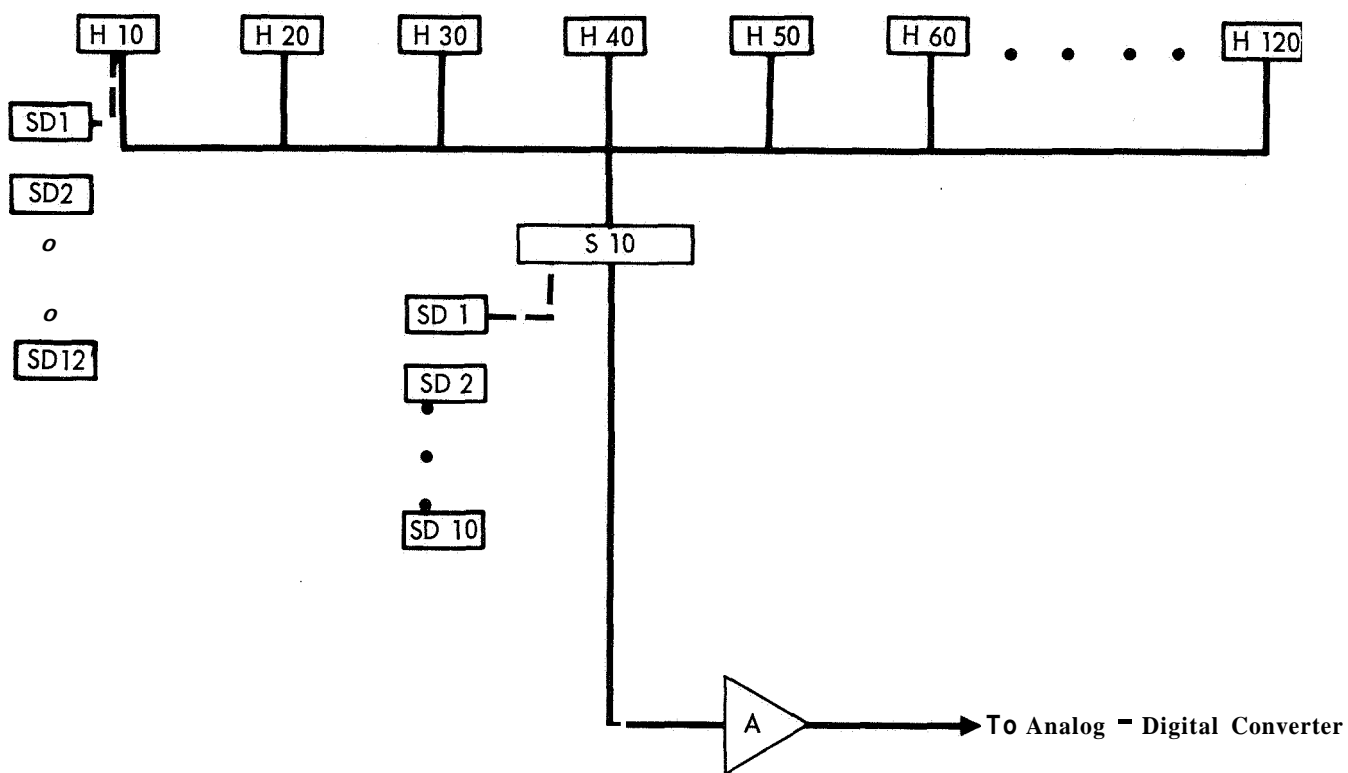 H 10
H 20
H 30
H 40
H 50
H 60
H 120
SD1
SD2
o
o
SD12
S 10
SD 1
SD 2
SD 10
A
To Analog - Digital Converter